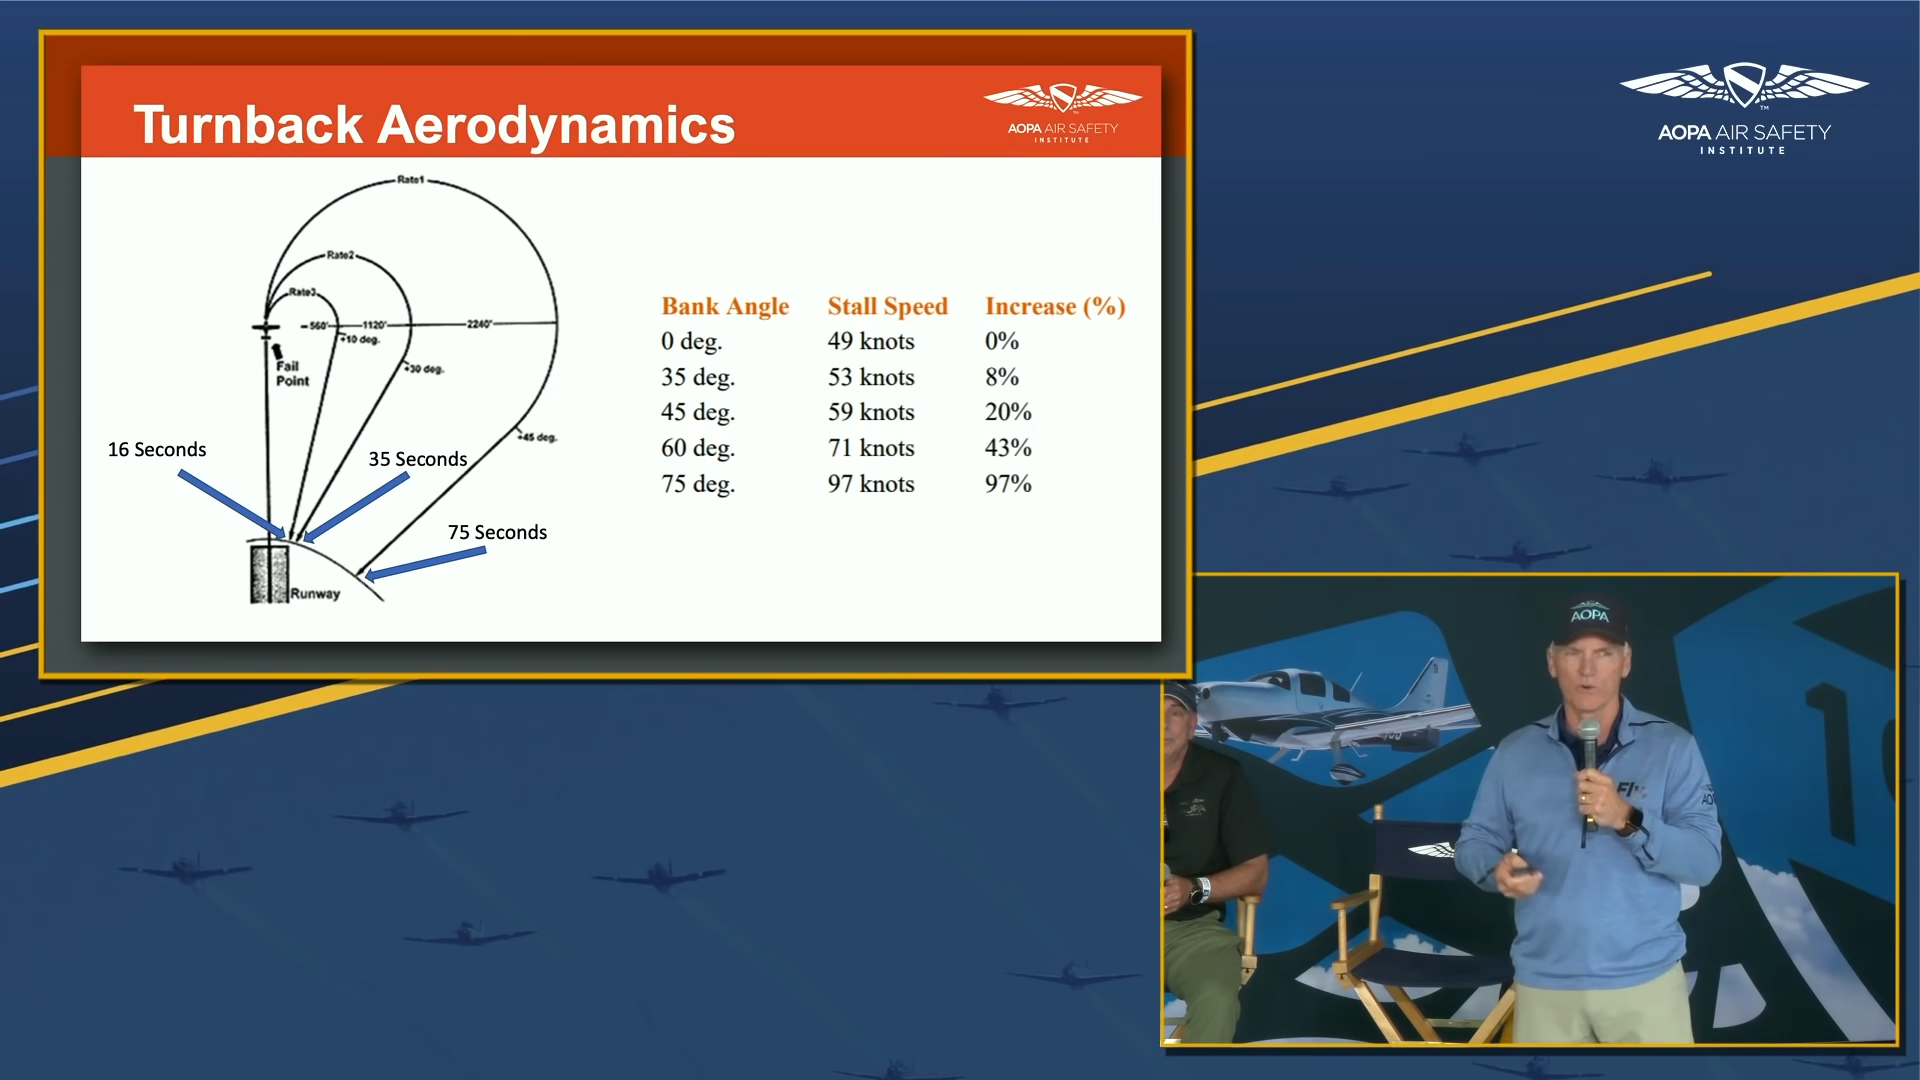 Turnback Aerodynamics
AOPA AIR SAFETY
INSTITUTE
AOPA AIR SAFETY
INSTITUTE
TM
Rate1
Rate2
Rate3
560'
1120'
2240'
+10 deg.
+30 deg.
+45 deg.
Fail
Point
16 Seconds
35 Seconds
75 Seconds
Runway
Bank Angle Stall Speed Increase (%)
0 deg. 49 knots 0%
35 deg. 53 knots 8%
45 deg. 59 knots 20%
60 deg. 71 knots 43%
75 deg. 97 knots 97%
AOPA
1